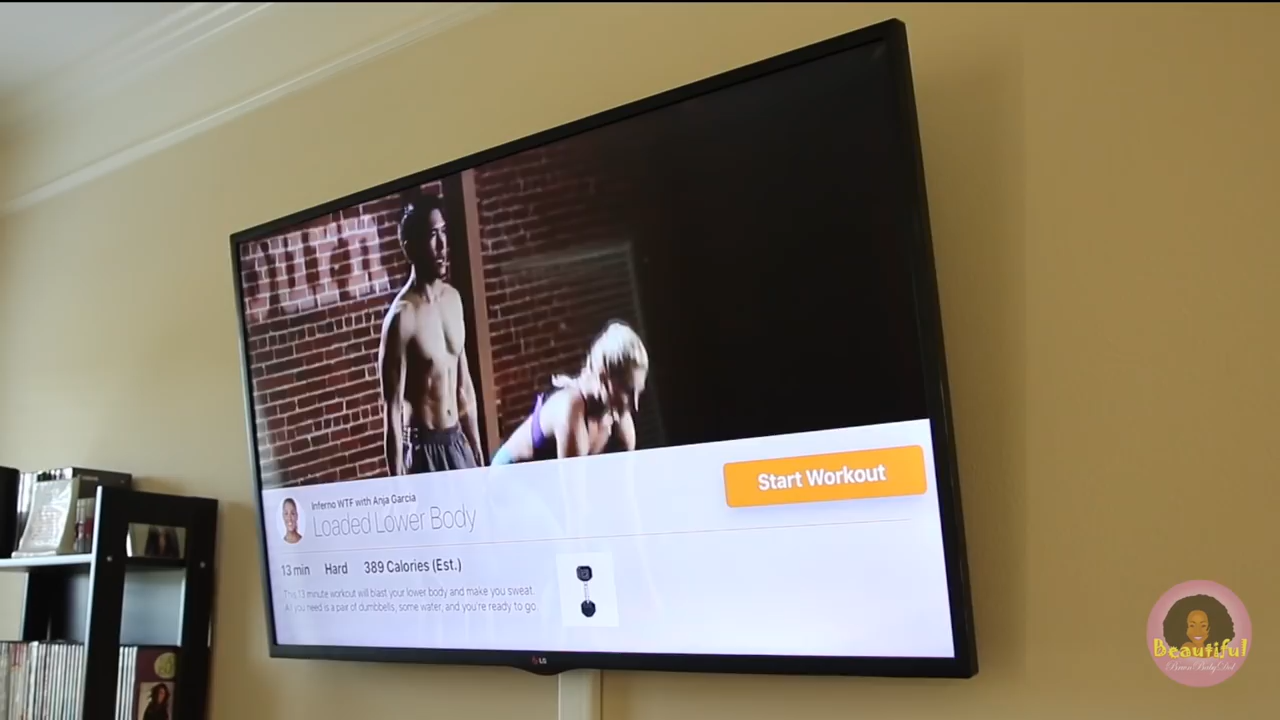 Inferno WTF with Anja Garcia
Loaded Lower Body
Start Workout
13 min Hard 389 Calories (Est.)
This 13 minute workout will blast your lower body and make you sweat.
All you need is a pair of dumbbells, some water, and you're ready to go.
LG
Beautiful
BrownBabyDol